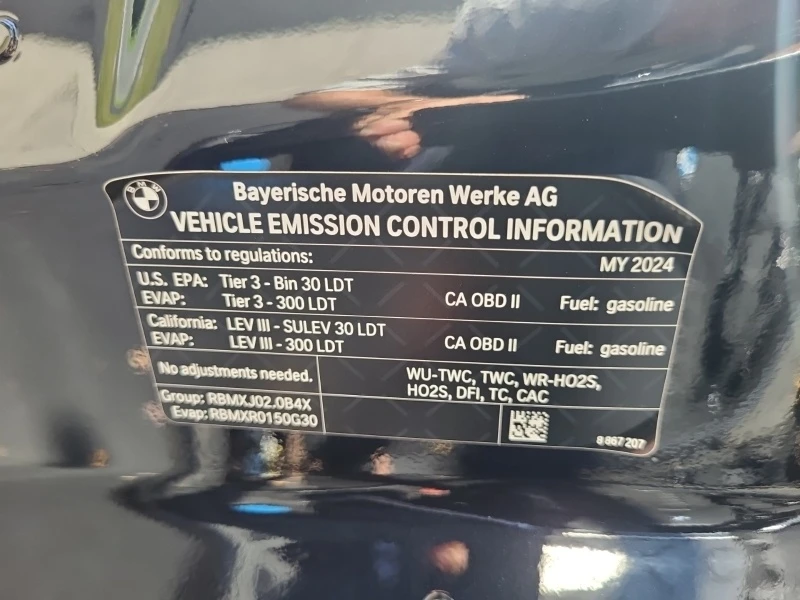 BMW
Bayerische Motoren Werke AG
VEHICLE EMISSION CONTROL INFORMATION
Conforms to regulations: MY 2024
U.S. EPA: Tier 3 - Bin 30 LDT
EVAP: Tier 3 - 300 LDT CA OBD II Fuel: gasoline
California: LEV III - SULEV 30 LDT
EVAP: LEV III - 300 LDT CA OBD II Fuel: gasoline
No adjustments needed. WU-TWC, TWC, WR-HO2S,
HO2S, DFI, TC, CAC
Group: RBMXJ02.0B4X
Evap: RBMXR0150G30
8 867 207